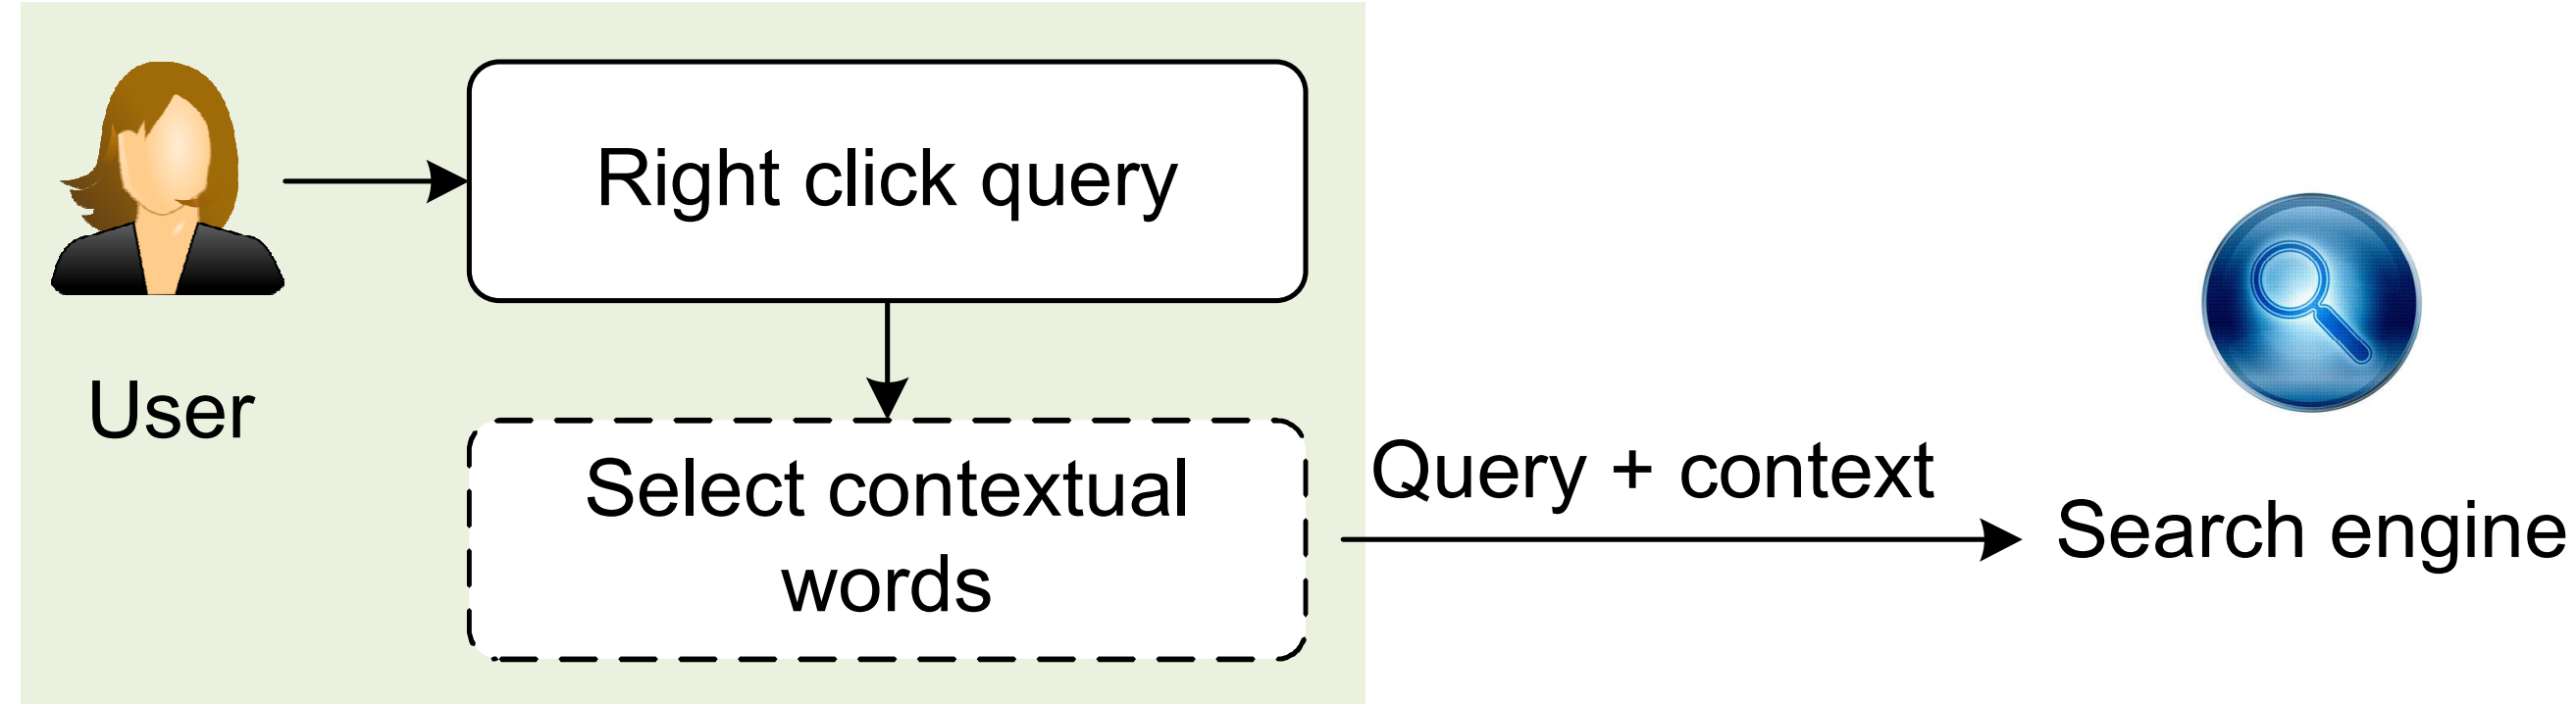 Right click query
User
Select contextual
words
Query + context
Search engine